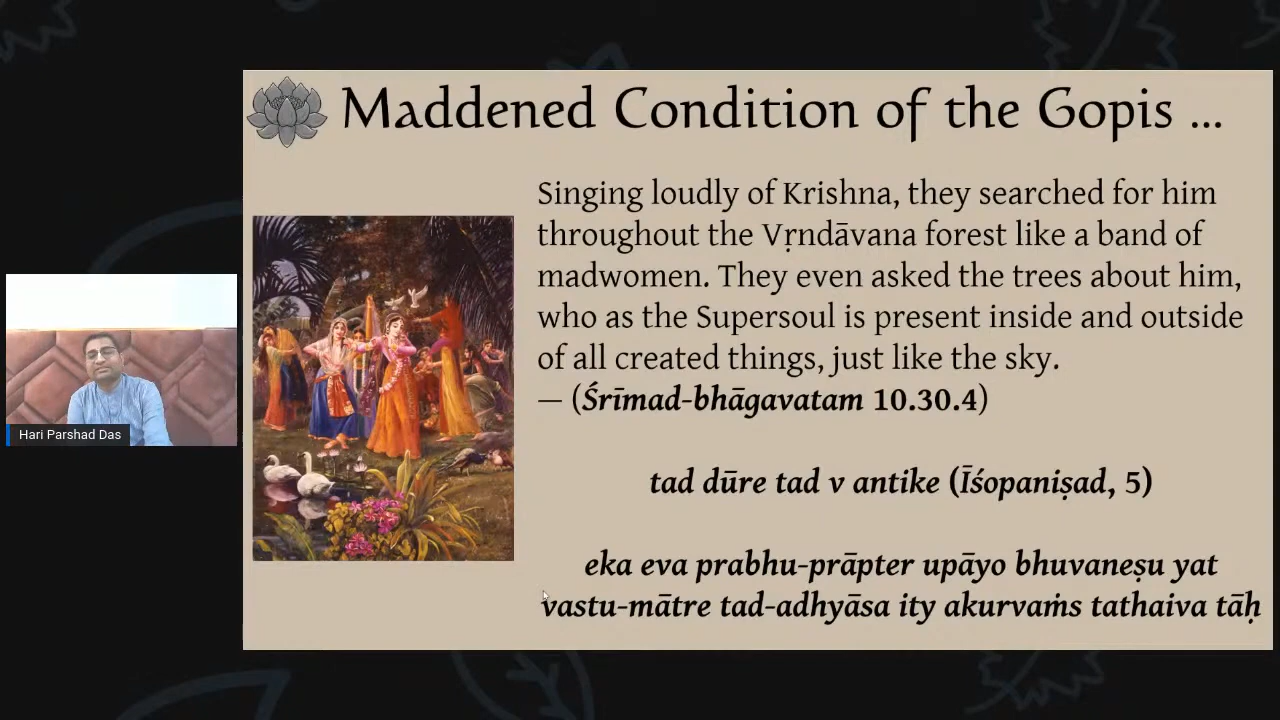 Maddened Condition of the Gopis ...
Singing loudly of Krishna, they searched for him
throughout the Vṛndāvana forest like a band of
madwomen. They even asked the trees about him,
who as the Supersoul is present inside and outside
of all created things, just like the sky.
— (Śrīmad-bhāgavatam 10.30.4)
tad dūre tad v antike (Īśopaniṣad, 5)
eka eva prabhu-prāpter upāyo bhuvaneṣu yat
vastu-mātre tad-adhyāsa ity akurvaṁs tathaiva tāḥ
Hari Parshad Das